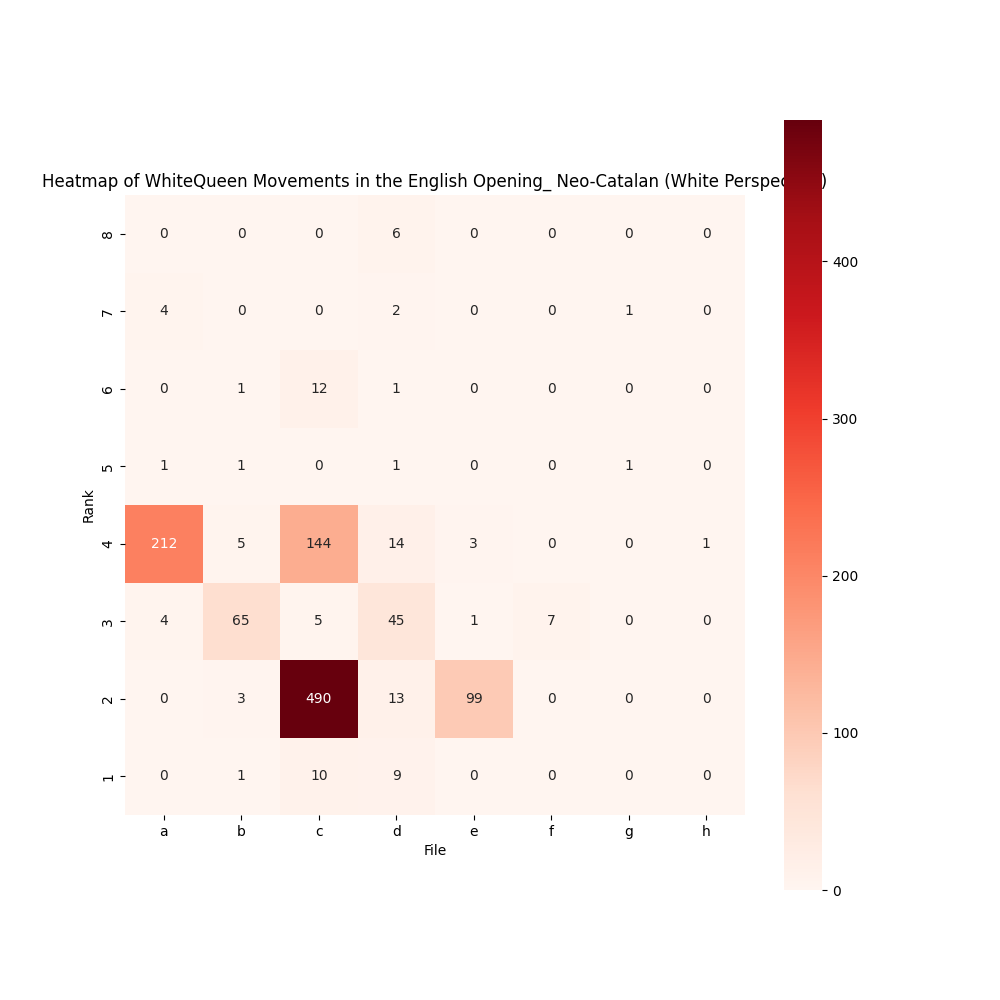 Heatmap of WhiteQueen Movements in the English Opening_ Neo-Catalan (White Perspec )
8 0 0 0 6 0 0 0 0
7 4 0 0 2 0 0 1 0
6 0 1 12 1 0 0 0 0
5 1 1 0 1 0 0 1 0
Rank
4 212 5 144 14 3 0 0 1
3 4 65 5 45 1 7 0 0
2 0 3 490 13 99 0 0 0
1 0 1 10 9 0 0 0 0
a b c d e f g h
File
400
300
200
100
0